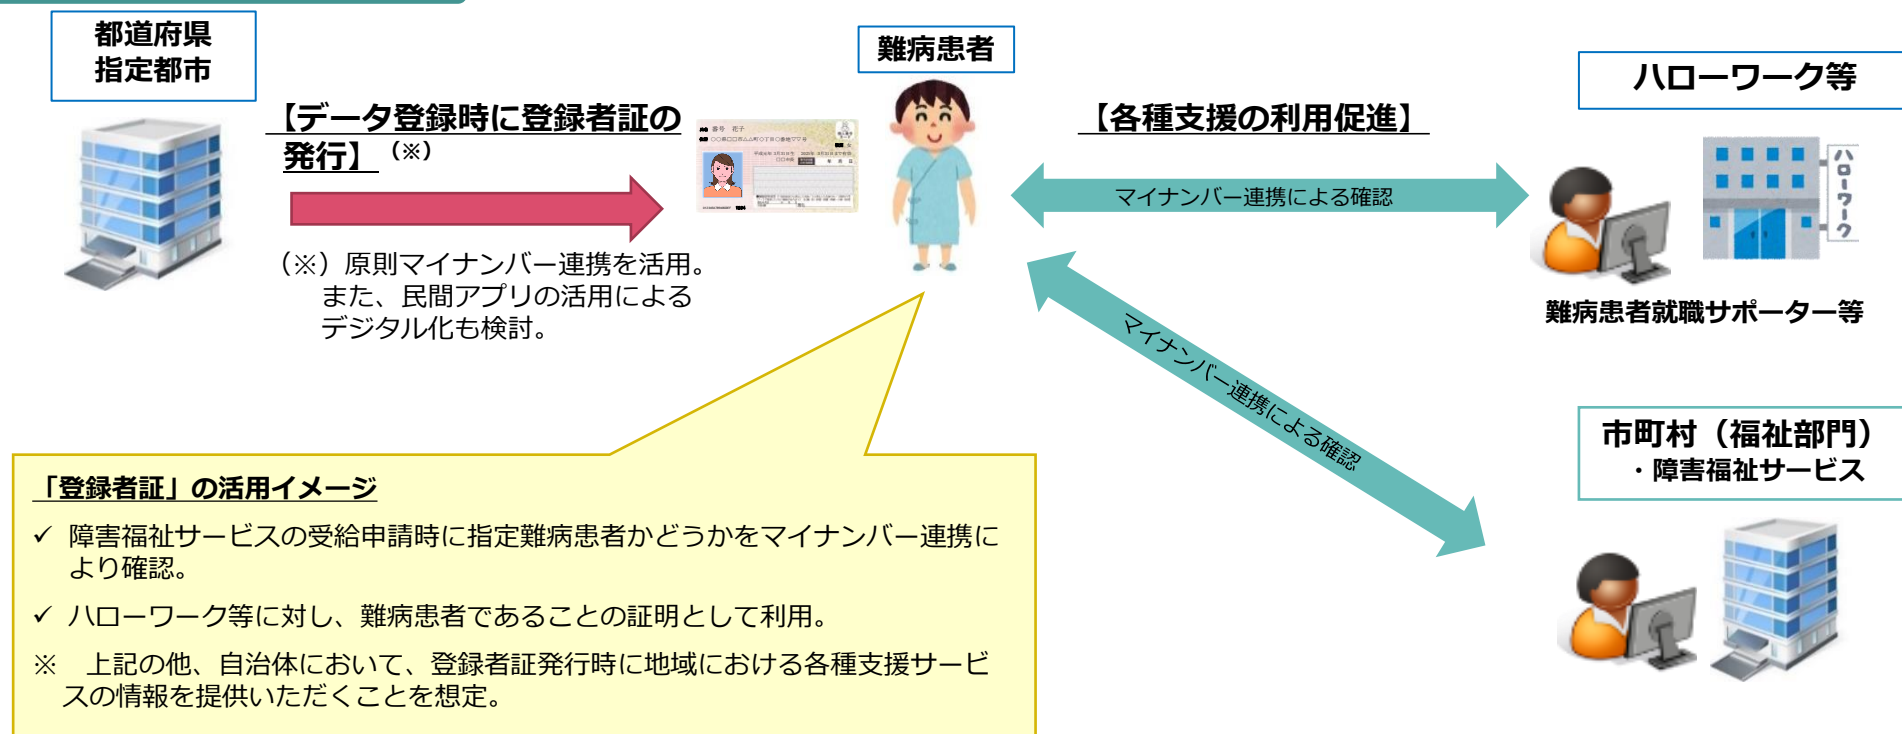 都道府県
指定都市
難病患者
ハローワーク等
【データ登録時に登録者証の
発行】（※）
【各種支援の利用促進】
番号 花子
マイナンバー連携による確認
ハローワーク
（※）原則マイナンバー連携を活用。
また、民間アプリの活用による
デジタル化も検討。
難病患者就職サポーター等
マイナンバー連携による確認
市町村（福祉部門）
・障害福祉サービス
「登録者証」の活用イメージ
✓ 障害福祉サービスの受給申請時に指定難病患者かどうかをマイナンバー連携に
より確認。
✓ ハローワーク等に対し、難病患者であることの証明として利用。
※　上記の他、自治体において、登録者証発行時に地域における各種支援サービ
スの情報を提供いただくことを想定。